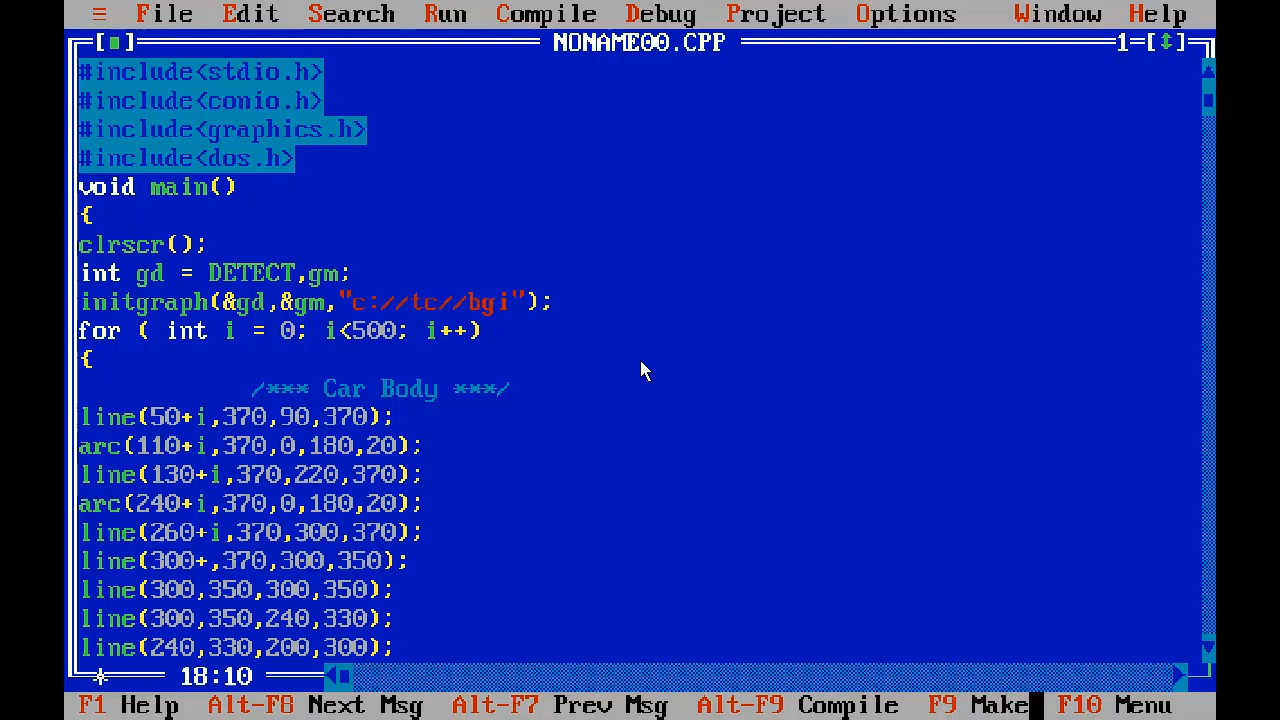 ≡ File Edit Search Run Compile Debug Project Options Window Help
[■] NONAME00.CPP 1=[↕]
#include<stdio.h>
#include<conio.h>
#include<graphics.h>
#include<dos.h>
void main()
{
clrscr();
int gd = DETECT,gm;
initgraph(&gd,&gm,"c://tc//bgi");
for ( int i = 0; i<500; i++)
{
/*** Car Body ***/
line(50+i,370,90,370);
arc(110+i,370,0,180,20);
line(130+i,370,220,370);
arc(240+i,370,0,180,20);
line(260+i,370,300,370);
line(300+,370,300,350);
line(300,350,300,350);
line(300,350,240,330);
line(240,330,200,300);
18:10
F1 Help Alt-F8 Next Msg Alt-F7 Prev Msg Alt-F9 Compile F9 Make F10 Menu